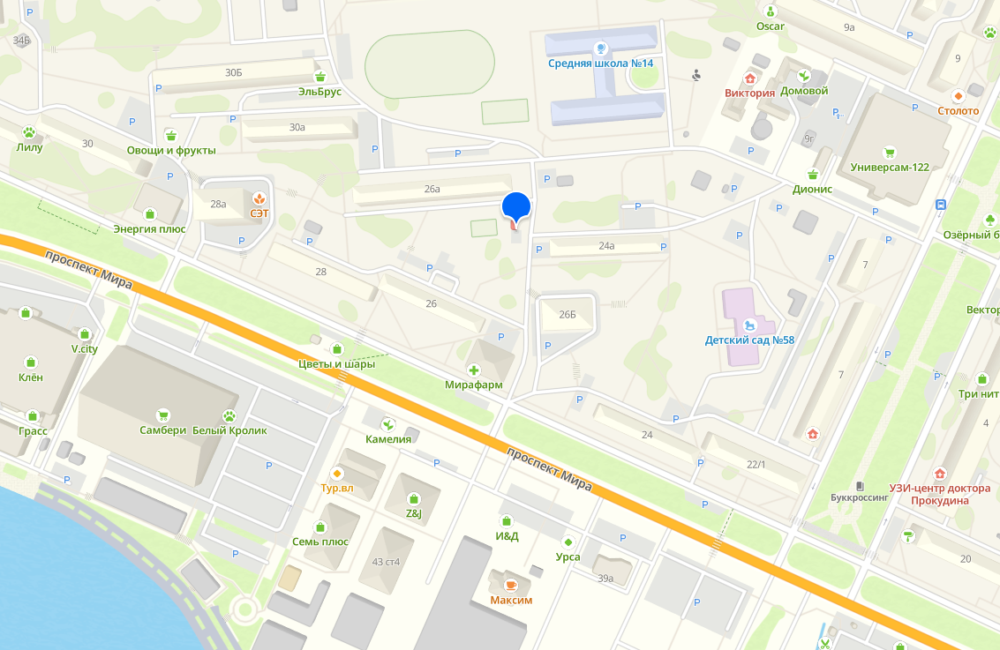 P
Oscar
9а
P
34Б
Средняя школа №14
9
30Б
P
ЭльБрус
Виктория
Домовой
Столото
P
P
P
P
30а
9г
30
Лилу
Овощи и фрукты
P
P
P
Универсам-122
P
P
26а
P
Дионис
28а
СЭТ
P
P
P
Энергия плюс
Озёрный б
P
P
P
24а
P
P
P
проспект Мира
28
P
7
26
26Б
Вектор
V.city
P
P
Детский сад №58
Клён
Цветы и шары
P
7
P
Мирафарм
Три нит
P
Грасс
Самбери
Белый Кролик
P
4
Камелия
24
P
P
проспект Мира
P
22/1
P
Тур.вл
Буккроссинг
УЗИ-центр доктора
Прокудина
Z&J
P
Семь плюс
И&Д
P
P
Урса
43 ст4
20
39а
Максим
P